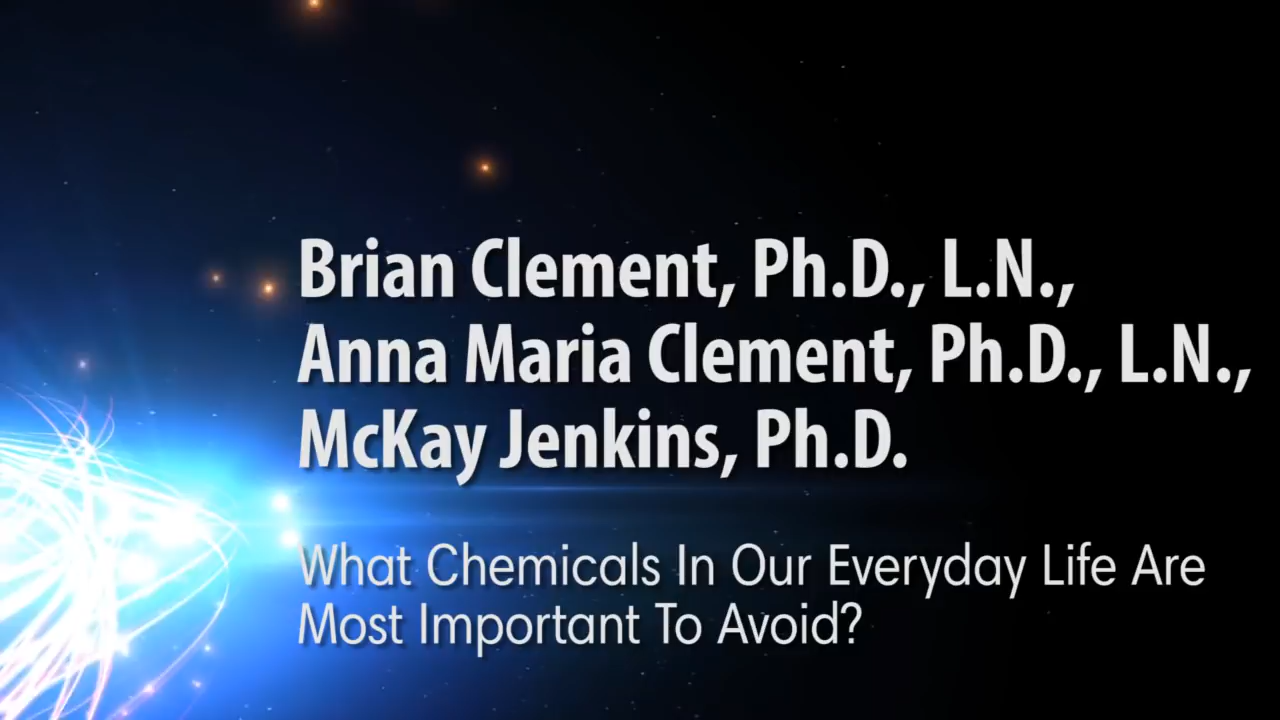 Brian Clement, Ph.D., L.N.,
Anna Maria Clement, Ph.D., L.N.,
McKay Jenkins, Ph.D.
What Chemicals In Our Everyday Life Are
Most Important To Avoid?